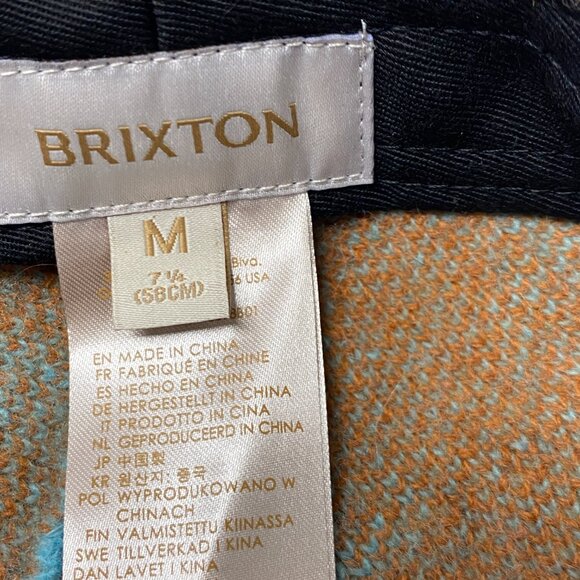 BRIXTON
M
7 1/4
(58CM)
Blvd.
USA
EN MADE IN CHINA
FR FABRIQUÉ EN CHINE
ES HECHO EN CHINA
DE HERGESTELLT IN CHINA
IT PRODOTTO IN CINA
NL GEPRODUCEERD IN CHINA
JP 中国製
KR 원산지: 중국
POL WYPRODUKOWANO W
CHINACH
FIN VALMISTETTU KIINASSA
SWE TILLVERKAD I KINA
DAN LAVET I KINA